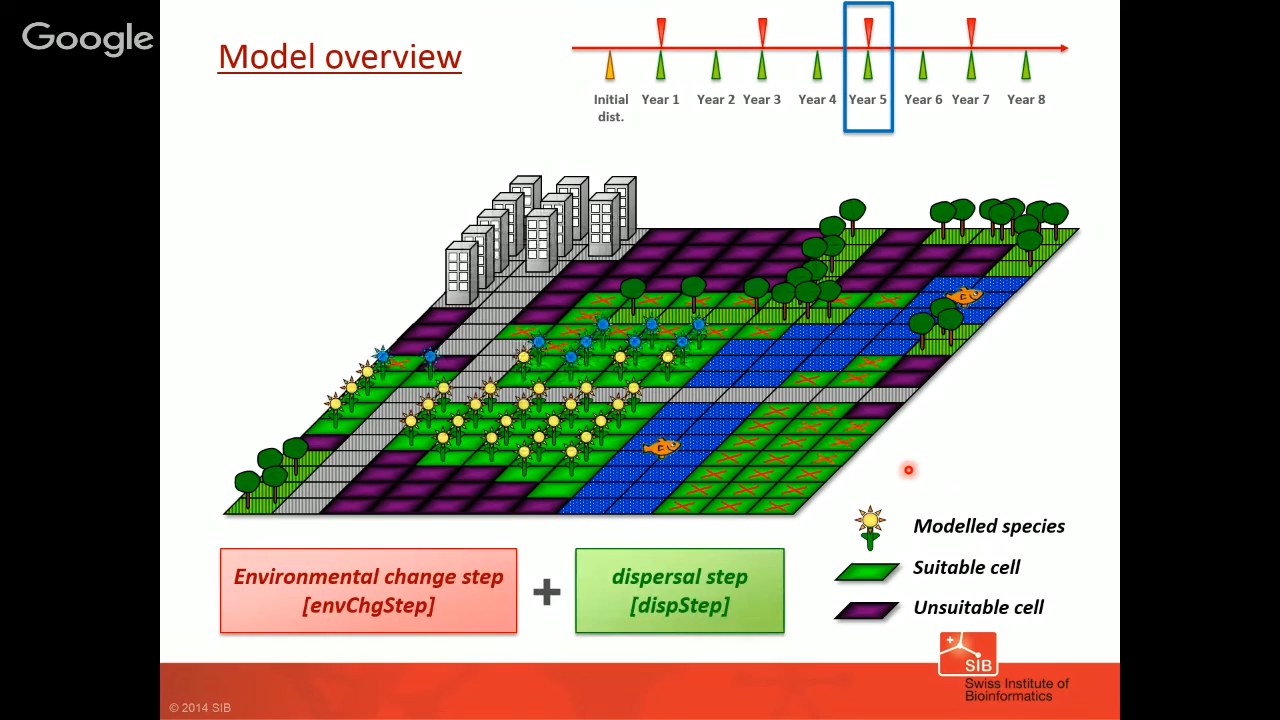 Google
Model overview
Initial dist.
Year 1
Year 2
Year 3
Year 4
Year 5
Year 6
Year 7
Year 8
Environmental change step
[envChgStep]
+
dispersal step
[dispStep]
Modelled species
Suitable cell
Unsuitable cell
SIB
Swiss Institute of
Bioinformatics
© 2014 SIB